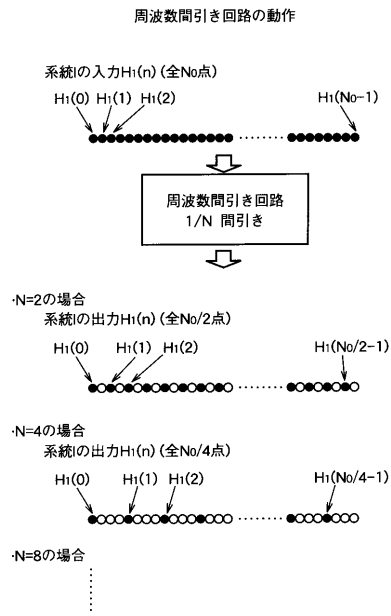 周波数間引き回路の動作
系統Iの入力H1(n) (全N0点)
H1(0) H1(1) H1(2) H1(N0-1)
周波数間引き回路
1/N 間引き
·N=2の場合
系統Iの出力H1(n) (全N0/2点)
H1(0) H1(1) H1(2) H1(N0/2-1)
·N=4の場合
系統Iの出力H1(n) (全N0/4点)
H1(0) H1(1) H1(2) H1(N0/4-1)
·N=8の場合